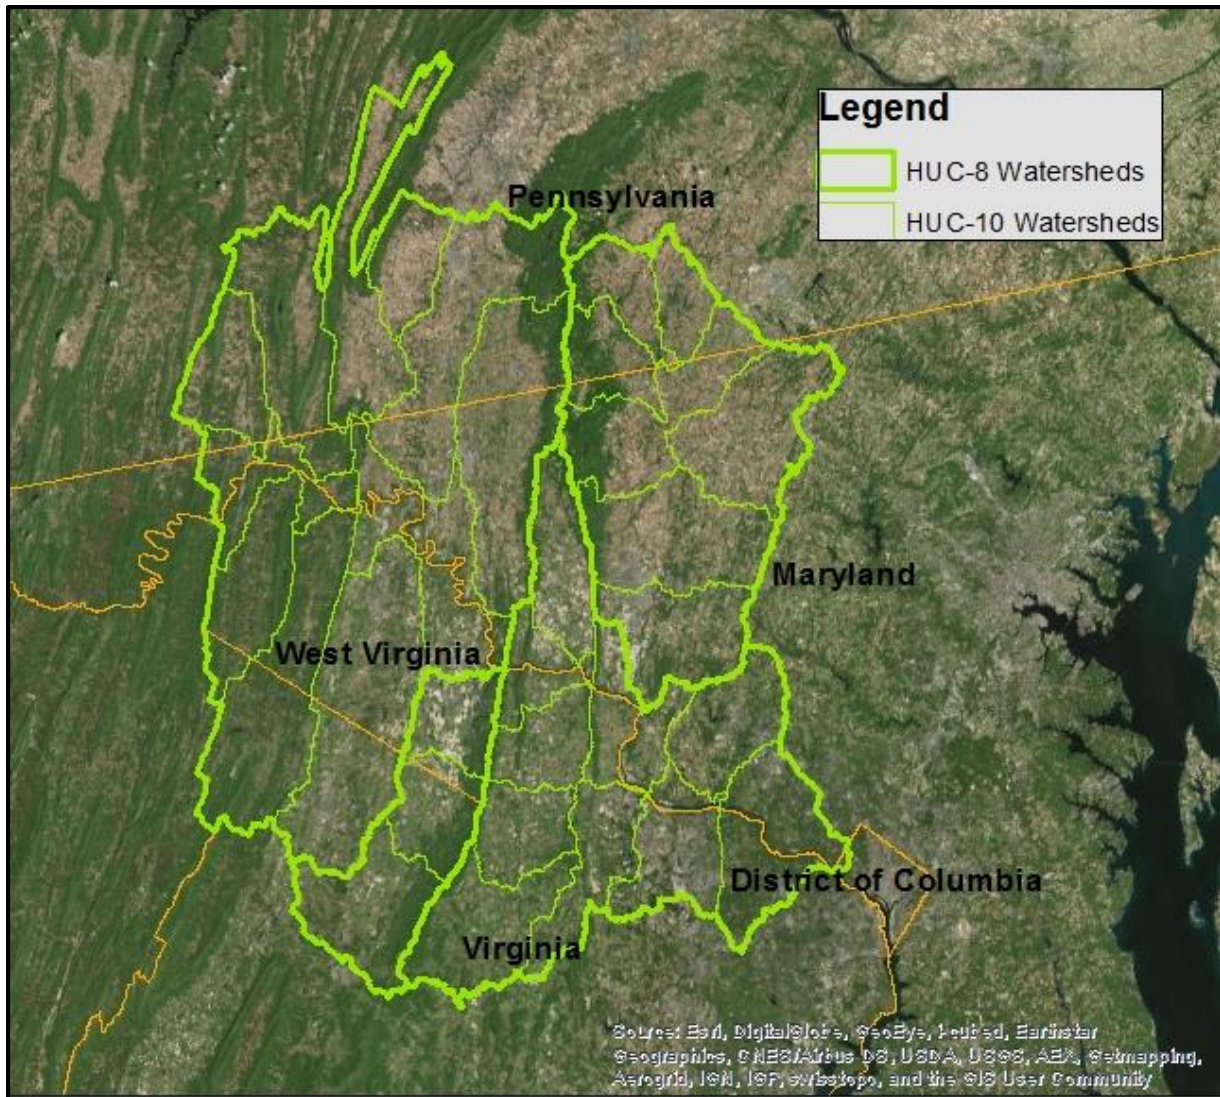 Legend
HUC-8 Watersheds
HUC-10 Watersheds
Pennsylvania
Maryland
West Virginia
District of Columbia
Virginia
Source: Esri, DigitalGlobe, GeoEye, i-cubed, Earthstar
Geographics, CNES/Airbus DS, USDA, USGS, AEX, Getmapping,
Aerogrid, IGN, IGP, swisstopo, and the GIS User Community